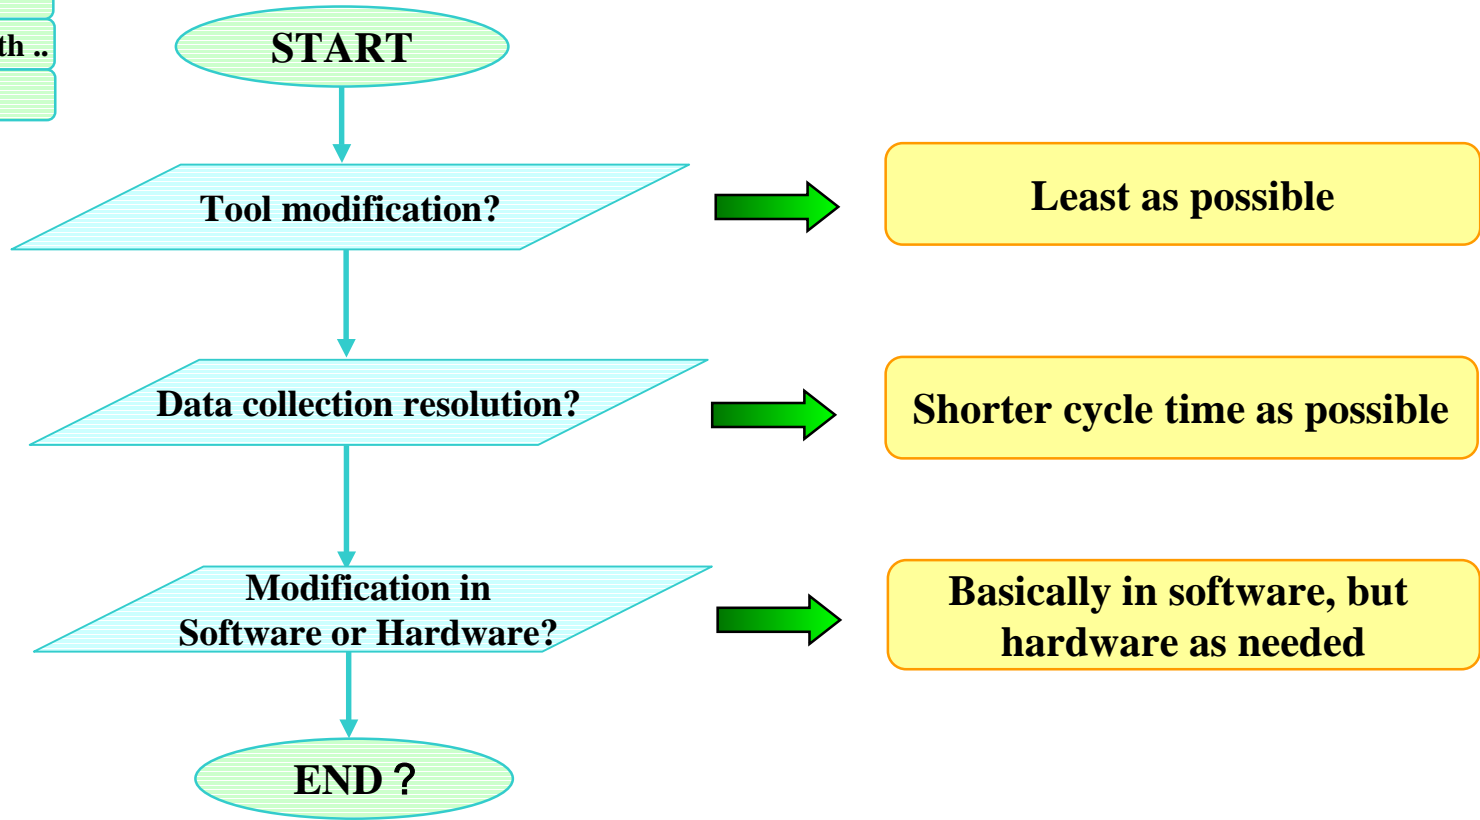 th ..
START
Tool modification?
Least as possible
Data collection resolution?
Shorter cycle time as possible
Modification in
Software or Hardware?
Basically in software, but
hardware as needed
END？